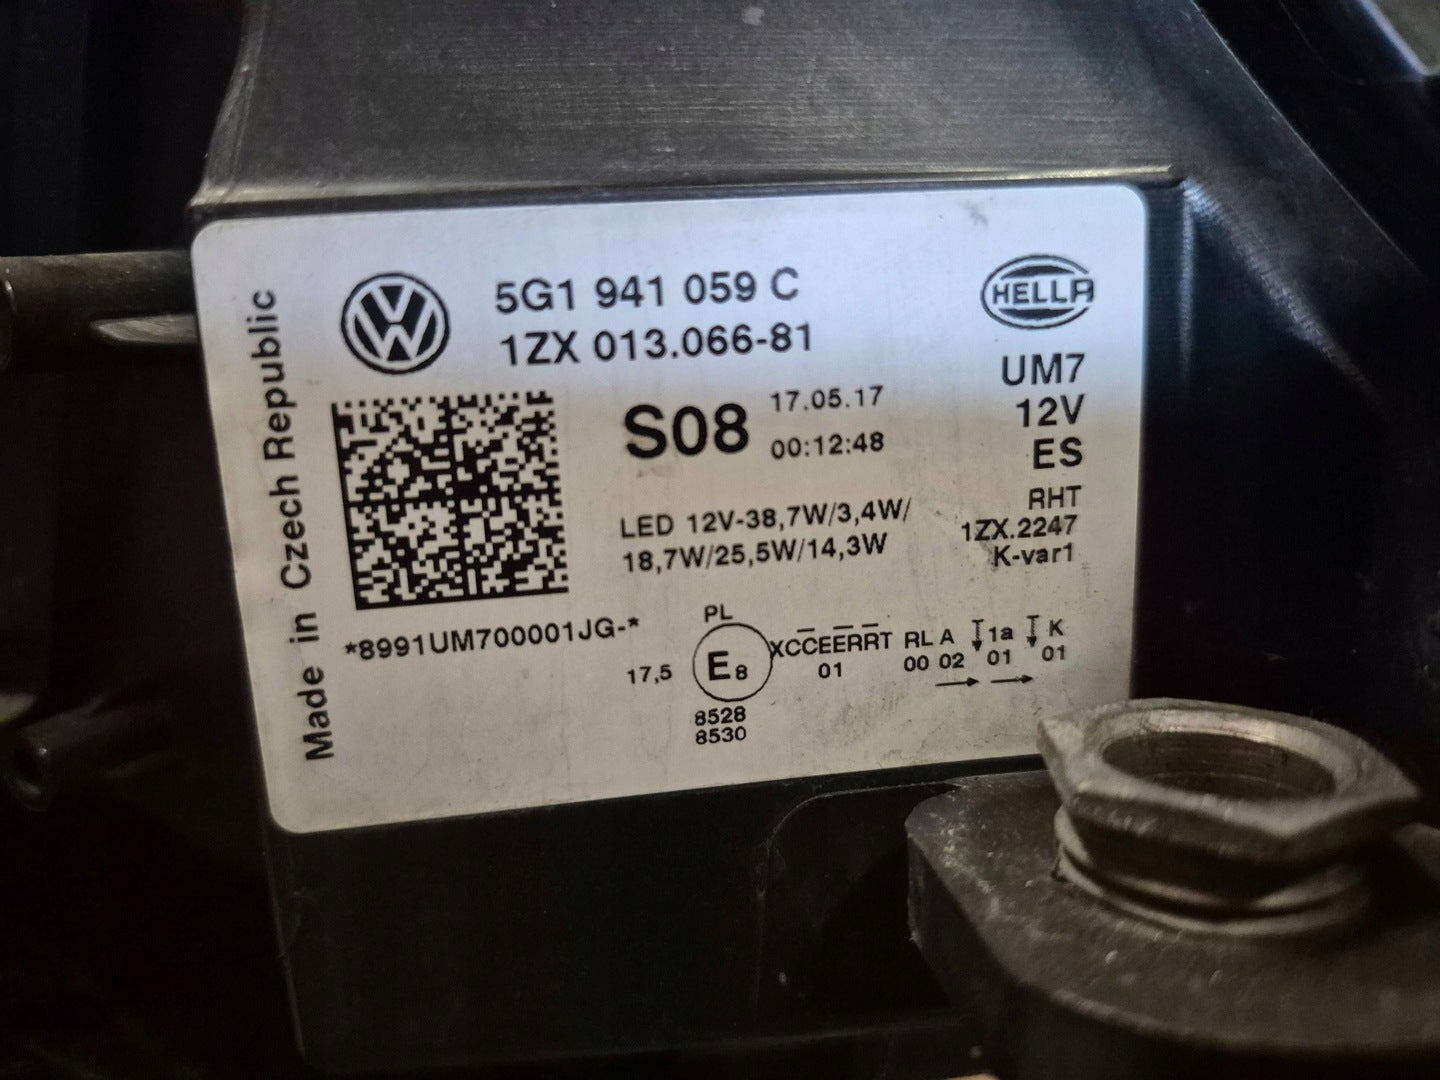 Made in Czech Republic
5G1 941 059 C
1ZX 013.066-81
HELLA
UM7
12V
ES
RHT
1ZX.2247
K-var1
S08
17.05.17
00:12:48
LED 12V-38,7W/3,4W/
18,7W/25,5W/14,3W
*8991UM700001JG-*
PL
17,5 E8 XCCEERRT RL A 1a K
01 00 02 01 01
8528
8530